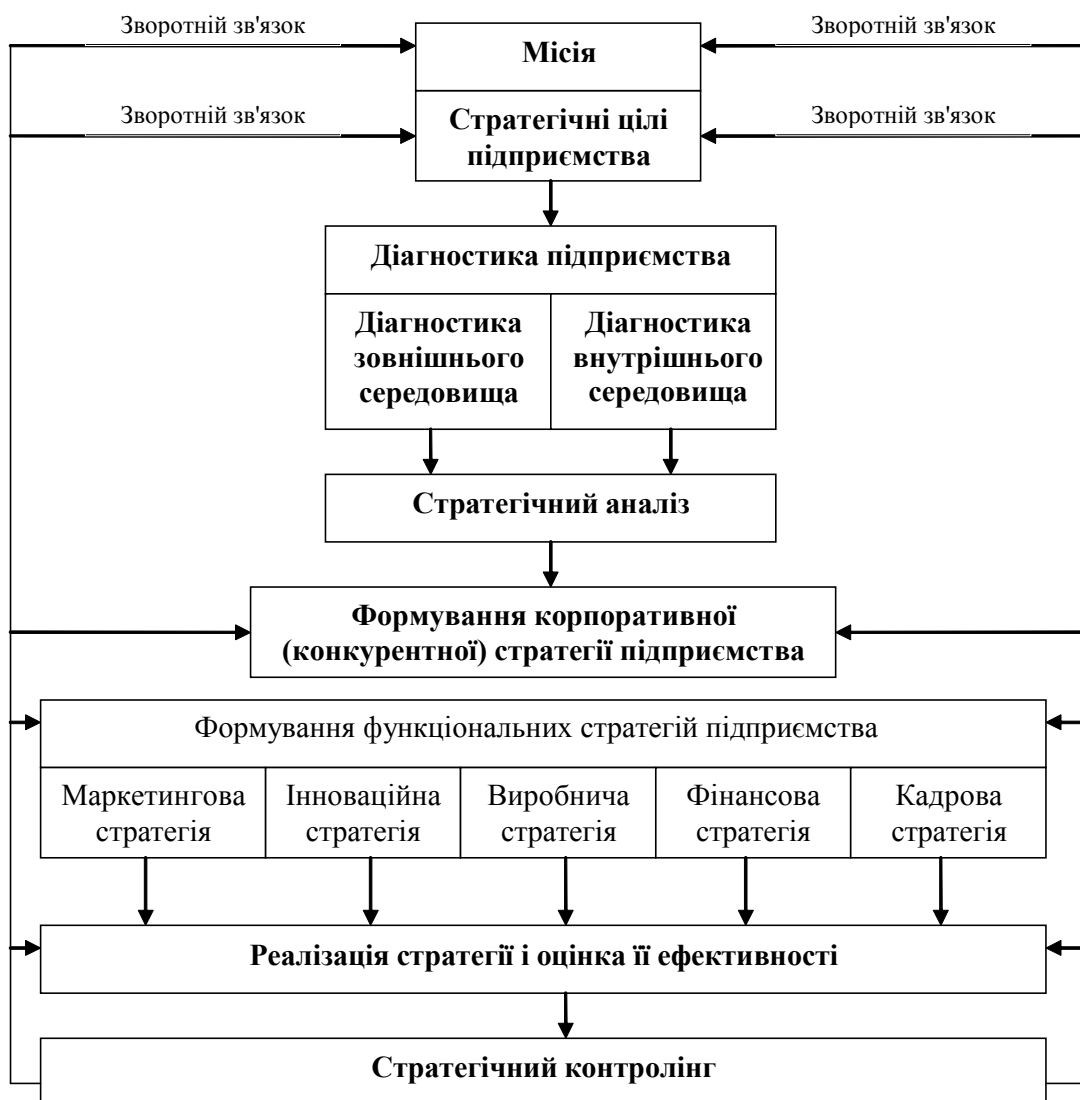 Зворотній зв'язок
Зворотній зв'язок
Місія
Зворотній зв'язок
Зворотній зв'язок
Стратегічні цілі
підприємства
Діагностика підприємства
Діагностика
зовнішнього
середовища
Діагностика
внутрішнього
середовища
Стратегічний аналіз
Формування корпоративної
(конкурентної) стратегії підприємства
Формування функціональних стратегій підприємства
Маркетингова
стратегія
Інноваційна
стратегія
Виробнича
стратегія
Фінансова
стратегія
Кадрова
стратегія
Реалізація стратегії і оцінка її ефективності
Стратегічний контролінг